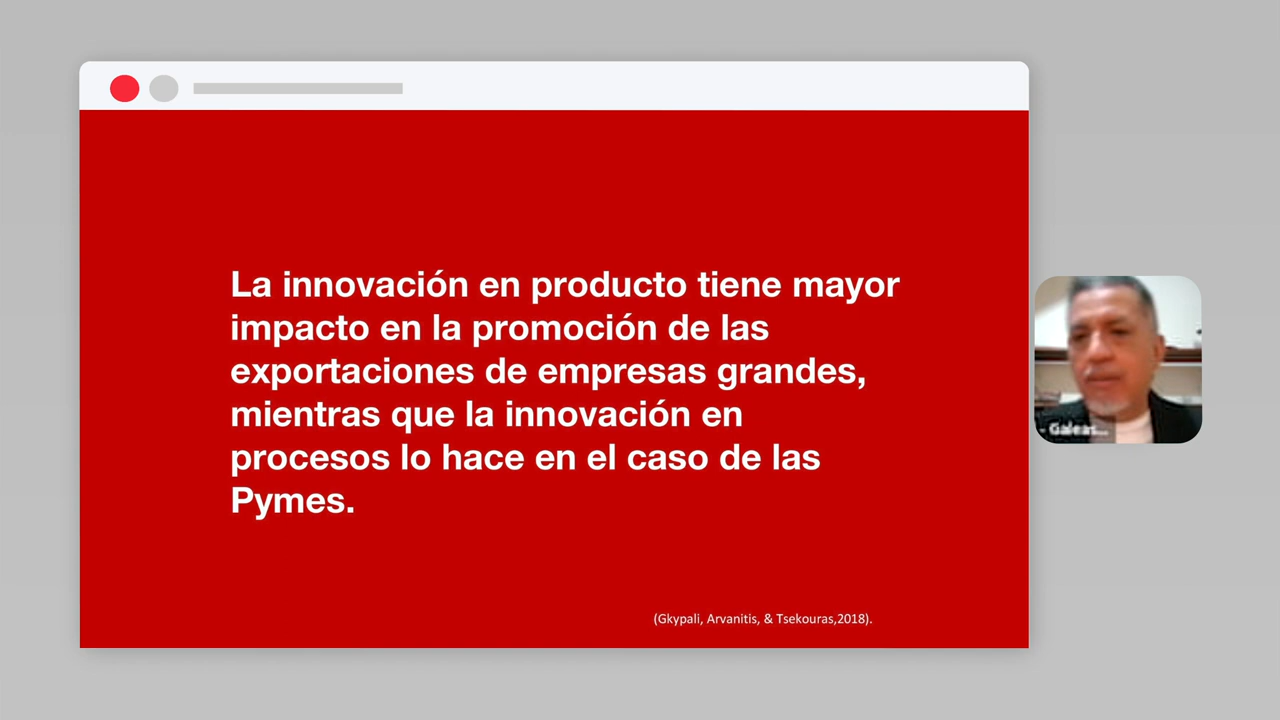 La innovación en producto tiene mayor
impacto en la promoción de las
exportaciones de empresas grandes,
mientras que la innovación en
procesos lo hace en el caso de las
Pymes.
(Gkypali, Arvanitis, & Tsekouras,2018).